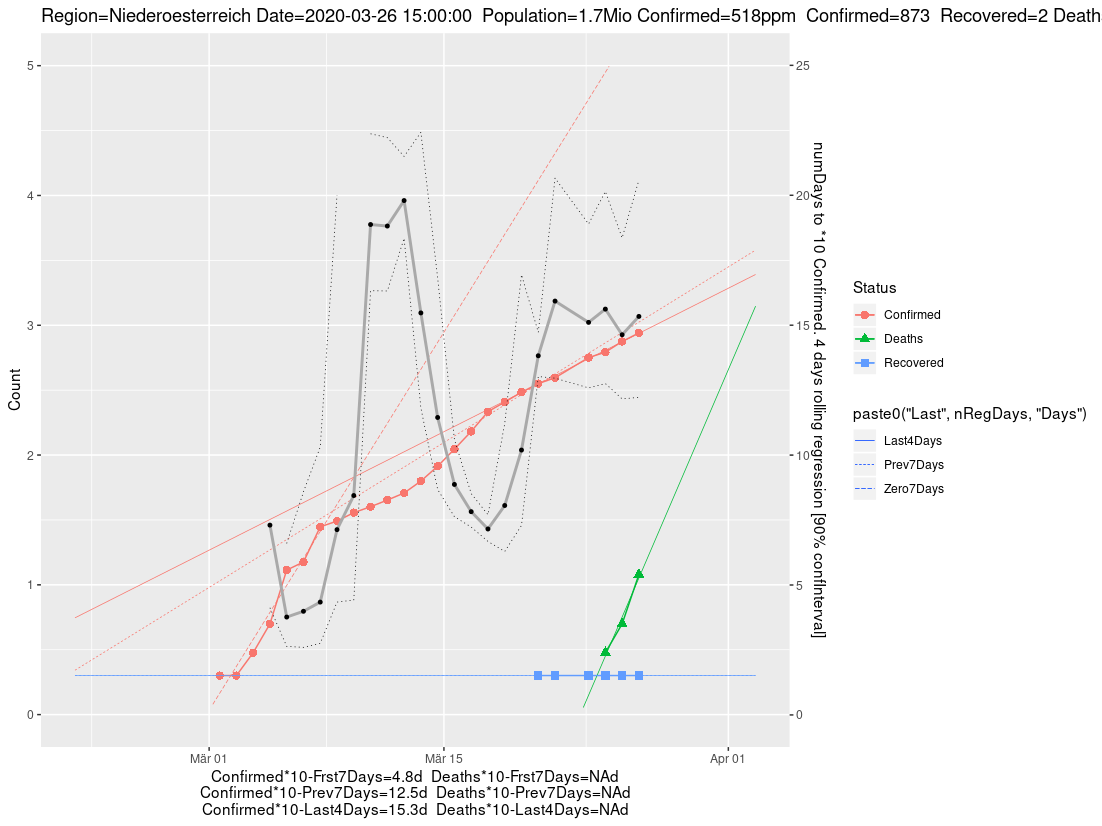 Region=Niederoesterreich Date=2020-03-26 15:00:00  Population=1.7Mio Confirmed=518ppm  Confirmed=873  Recovered=2 Death
5
4
3
2
1
0
Count
25
20
15
10
5
0
numDays to *10 Confirmed. 4 days rolling regression [90% confInterval]
Mär 01
Mär 15
Apr 01
Confirmed*10-Frst7Days=4.8d  Deaths*10-Frst7Days=NAd
Confirmed*10-Prev7Days=12.5d  Deaths*10-Prev7Days=NAd
Confirmed*10-Last4Days=15.3d  Deaths*10-Last4Days=NAd
Status
Confirmed
Deaths
Recovered
paste0("Last", nRegDays, "Days")
Last4Days
Prev7Days
Zero7Days